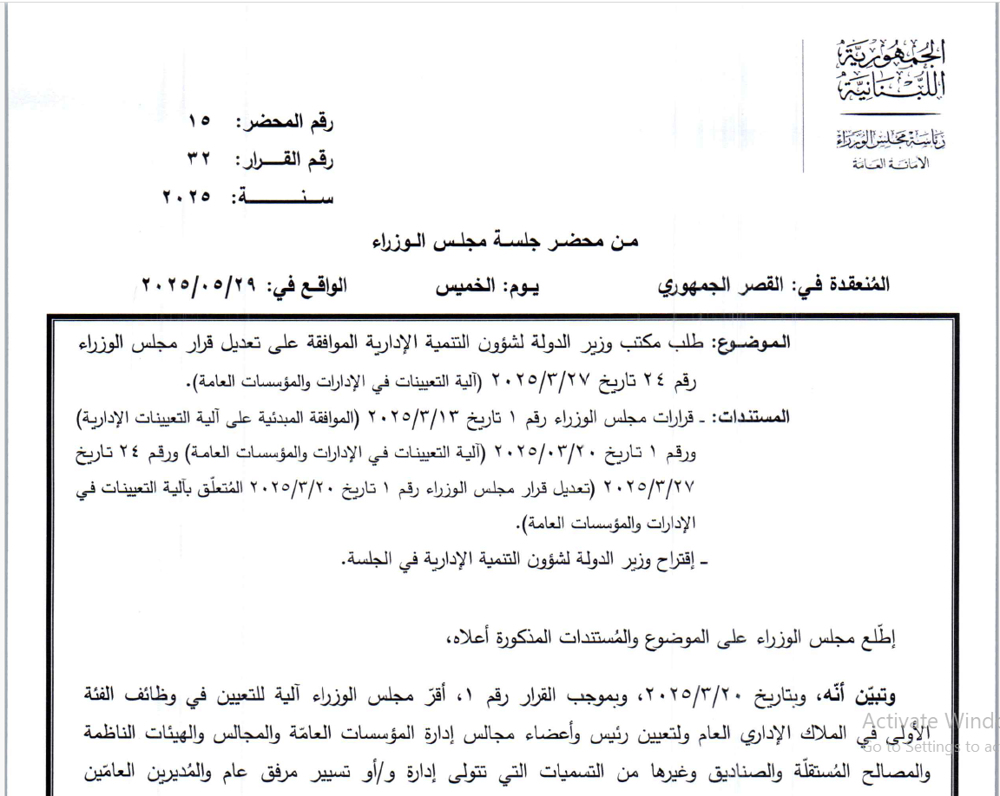 الجمهورية
اللبنانية
رئاسة مجلس الوزراء
الأمانة العامة
رقم المحضر: ١٥
رقم القـــرار: ٣٢
ســنـــــــــة: ٢٠٢٥
مـن محضـر جلسـة مجلـس الـوزراء
المُنعقدة فـي: القصر الجمهوري يـوم: الخميس الواقـع في: ٢٠٢٥/٠٥/٢٩
الـموضـوع: طلب مكتب وزير الدولة لشؤون التنمية الإدارية الموافقة على تعديل قرار مجلس الوزراء
رقم ٢٤ تاريخ ٢٠٢٥/٣/٢٧ (آلية التعيينات في الإدارات والمؤسسات العامة).
المستندات: ـ قرارات مجلس الوزراء رقم ١ تاريخ ٢٠٢٥/٣/١٣ (الموافقة المبدئية على آلية التعيينات الإدارية)
ورقم ١ تاريخ ٢٠٢٥/٠٣/٢٠ (آلية التعيينات في الإدارات والمؤسسات العامة) ورقم ٢٤ تاريخ
٢٠٢٥/٣/٢٧ (تعديل قرار مجلس الوزراء رقم ١ تاريخ ٢٠٢٥/٣/٢٠ المُتعلّق بآلية التعيينات في
الإدارات والمؤسسات العامة).
ـ إقتراح وزير الدولة لشؤون التنمية الإدارية في الجلسة.
إطّلع مجلس الوزراء على الموضوع والمُستندات المذكورة أعلاه،
وتبيّن أنّه، وبتاريخ ٢٠٢٥/٣/٢٠، وبموجب القرار رقم ١، أقرّ مجلس الوزراء آلية للتعيين في وظائف الفئة
الأولى في الملاك الإداري العام ولتعيين رئيس وأعضاء مجالس إدارة المؤسسات العامّة والمجالس والهيئات الناظمة
والمصالح المُستقلّة والصناديق وغيرها من التسميات التي تتولى إدارة و/أو تسيير مرفق عام والمُديرين العامّين
Activate Wind
Go to Settings to ac